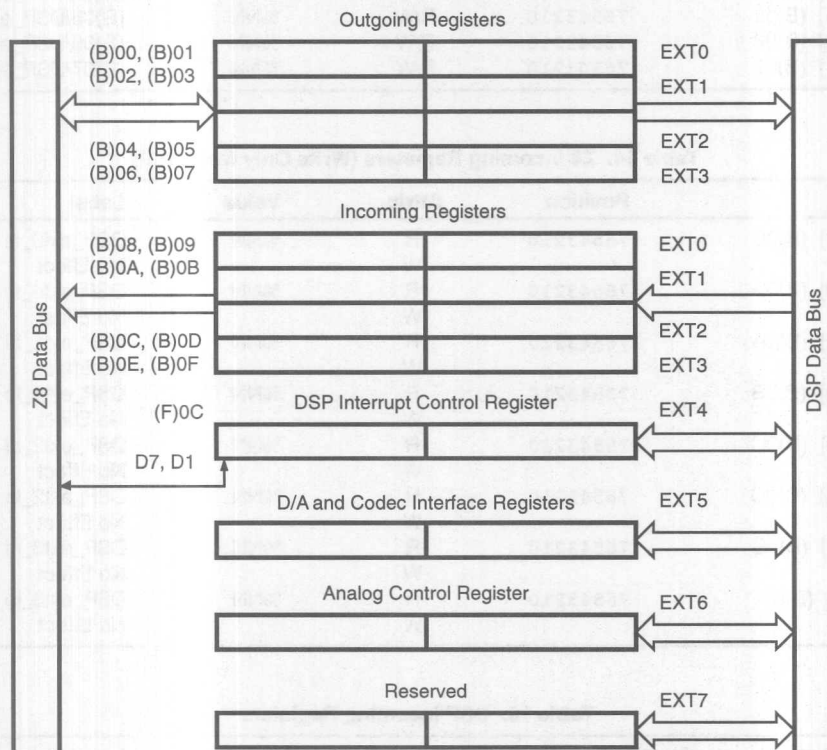 Outgoing Registers
(B)00, (B)01
EXT0
(B)02, (B)03
EXT1
(B)04, (B)05
EXT2
(B)06, (B)07
EXT3
Incoming Registers
(B)08, (B)09
EXT0
(B)0A, (B)0B
EXT1
(B)0C, (B)0D
EXT2
(B)0E, (B)0F
EXT3
Z8 Data Bus
DSP Data Bus
(F)0C
DSP Interrupt Control Register
EXT4
D7, D1
D/A and Codec Interface Registers
EXT5
Analog Control Register
EXT6
Reserved
EXT7